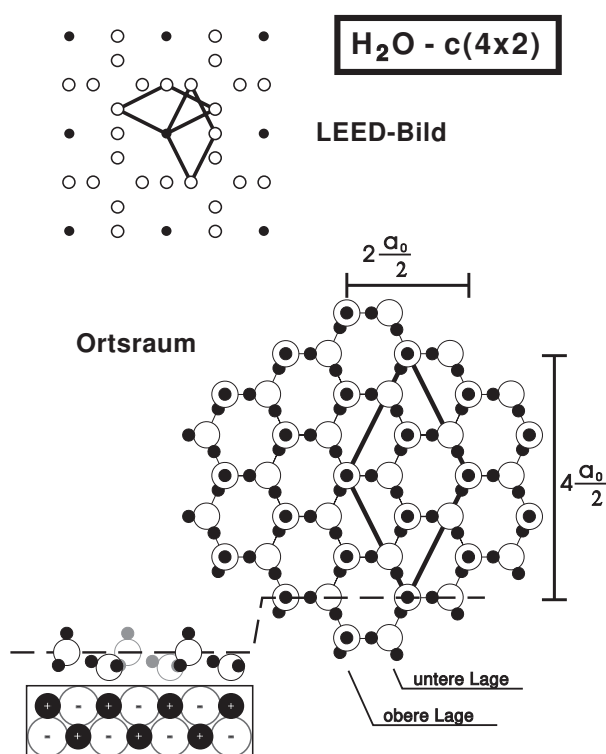 H₂O - c(4x2)
LEED-Bild
2 a₀/2
Ortsraum
4 a₀/2
untere Lage
obere Lage
+ - + - + - +
- + - + - + -